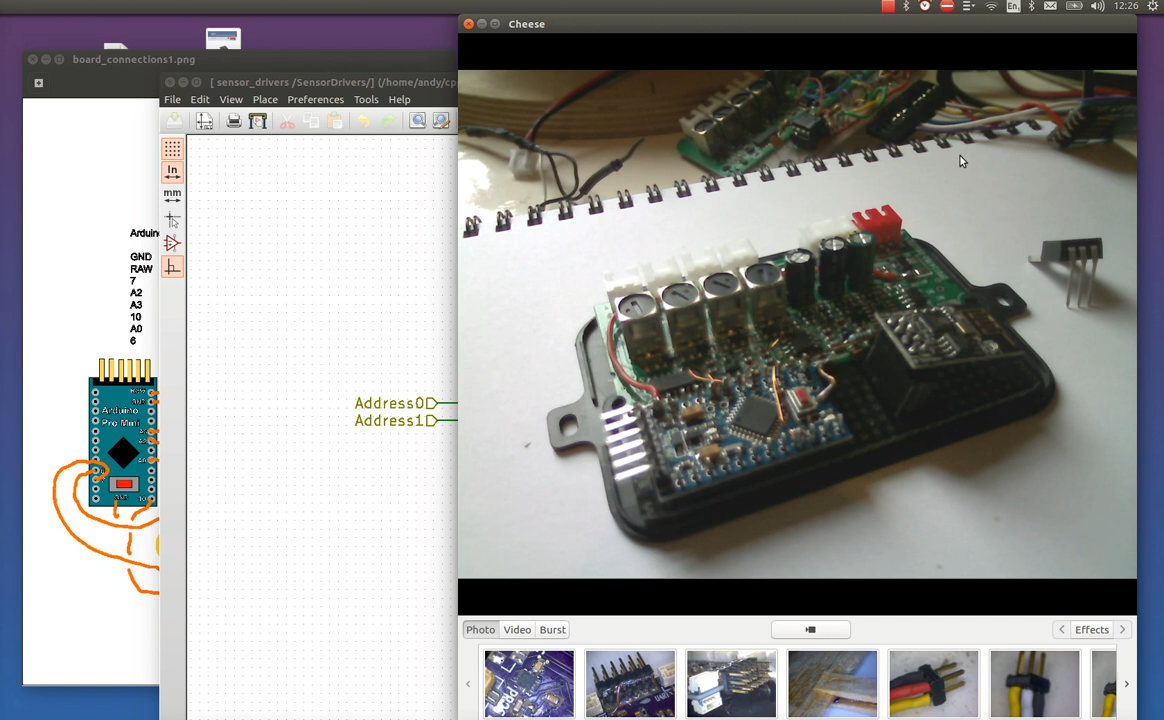 12:26
En
Cheese
board_connections1.png
[ sensor_drivers /SensorDrivers/] (/home/andy/cp
File Edit View Place Preferences Tools Help
In
mm
Address0
Address1
GND
RAW
7
A2
A3
10
A0
6
Arduino
Pro Mini
Photo Video Burst
Effects